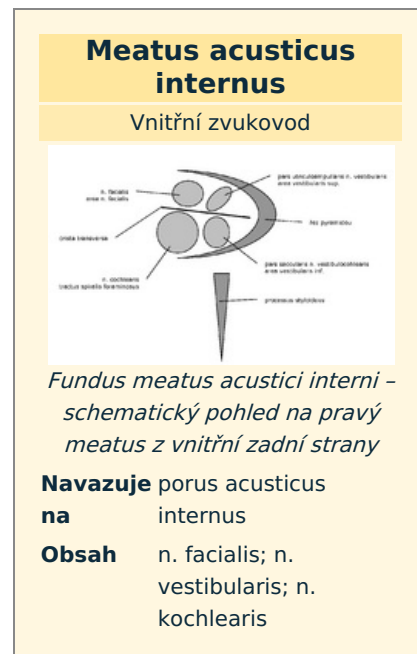 Meatus acusticus
internus
Vnitřní zvukovod
n. facialis
area n. facialis
pars utriculoampullaris n. vestibularis
area vestibularis sup.
crista transversa
hrot pyramidou
n. cochlearis
tractus spiralis foraminosus
pars saccularis n. vestibulocochlearis
area vestibularis inf.
processus styloideus
Fundus meatus acustici interni –
schematický pohled na pravý
meatus z vnitřní zadní strany
Navazuje porus acusticus
na internus
Obsah n. facialis; n.
vestibularis; n.
kochlearis